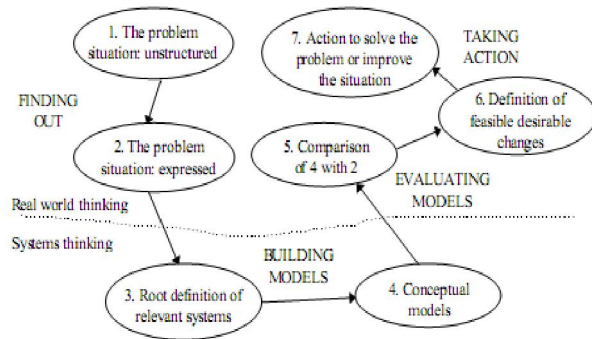 1. The problem
situation: unstructured
FINDING
OUT
2. The problem
situation: expressed
Real world thinking
Systems thinking
3. Root definition of
relevant systems
BUILDING
MODELS
4. Conceptual
models
EVALUATING
MODELS
5. Comparison
of 4 with 2
6. Definition of
feasible desirable
changes
TAKING
ACTION
7. Action to solve the
problem or improve
the situation